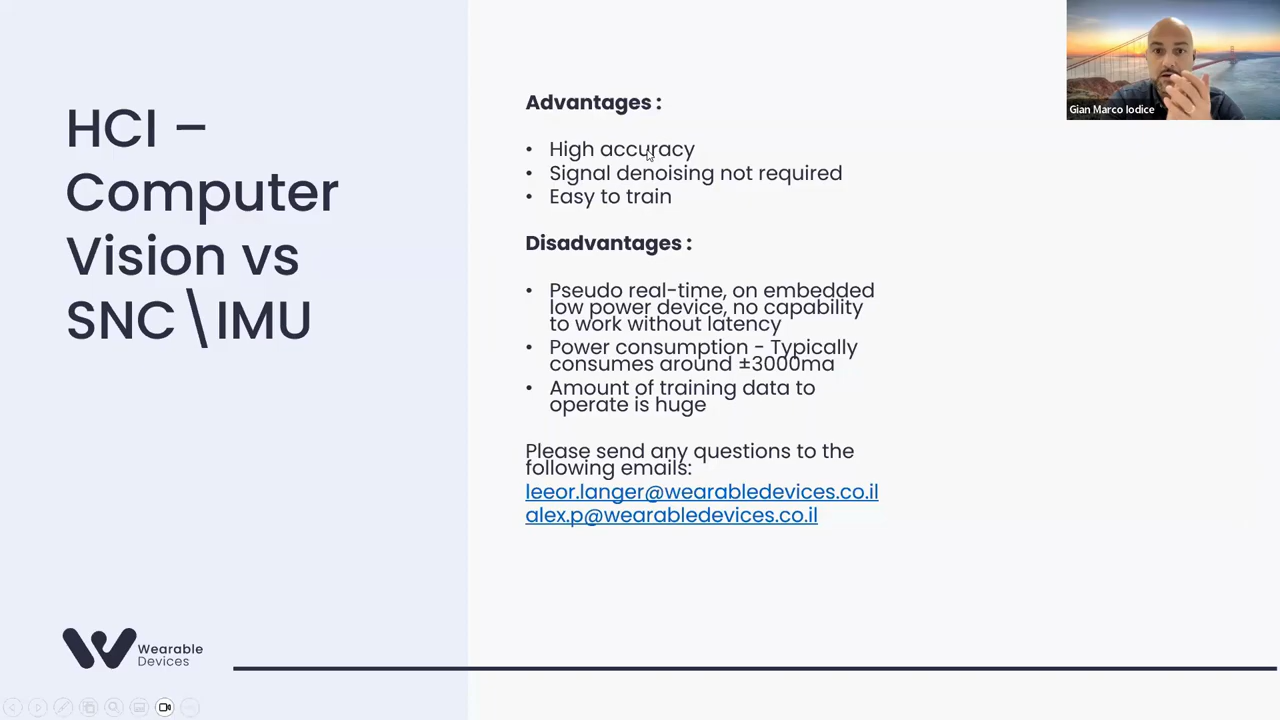 HCI –
Computer
Vision vs
SNC\IMU
Advantages :
• High accuracy
• Signal denoising not required
• Easy to train
Disadvantages :
• Pseudo real-time, on embedded
low power device, no capability
to work without latency
• Power consumption - Typically
consumes around ±3000ma
• Amount of training data to
operate is huge
Please send any questions to the
following emails:
leeor.langer@wearabledevices.co.il
alex.p@wearabledevices.co.il
Gian Marco Iodice
Wearable
Devices